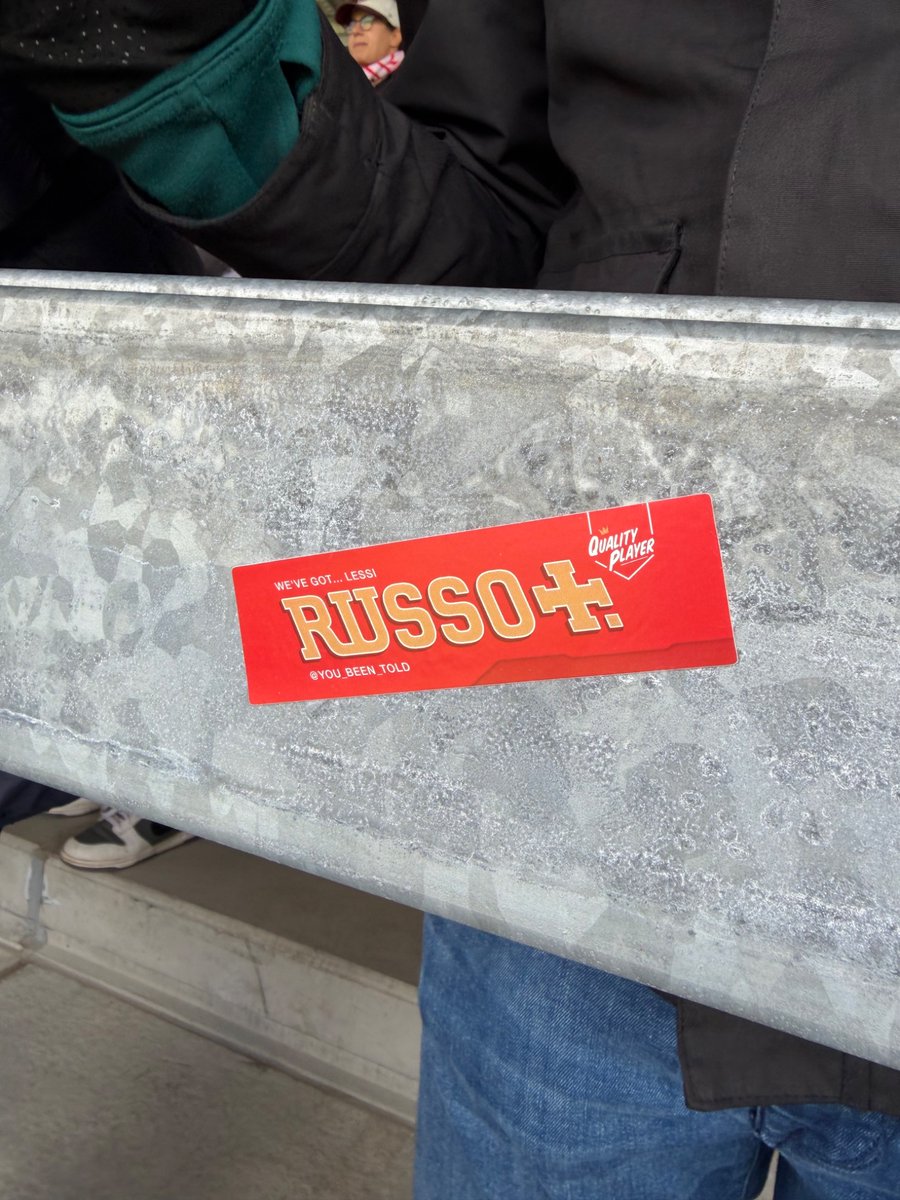 WE'VE GOT... LESSI
RUSSO+.
QUALITY
PLAYER
@YOU_BEEN_TOLD